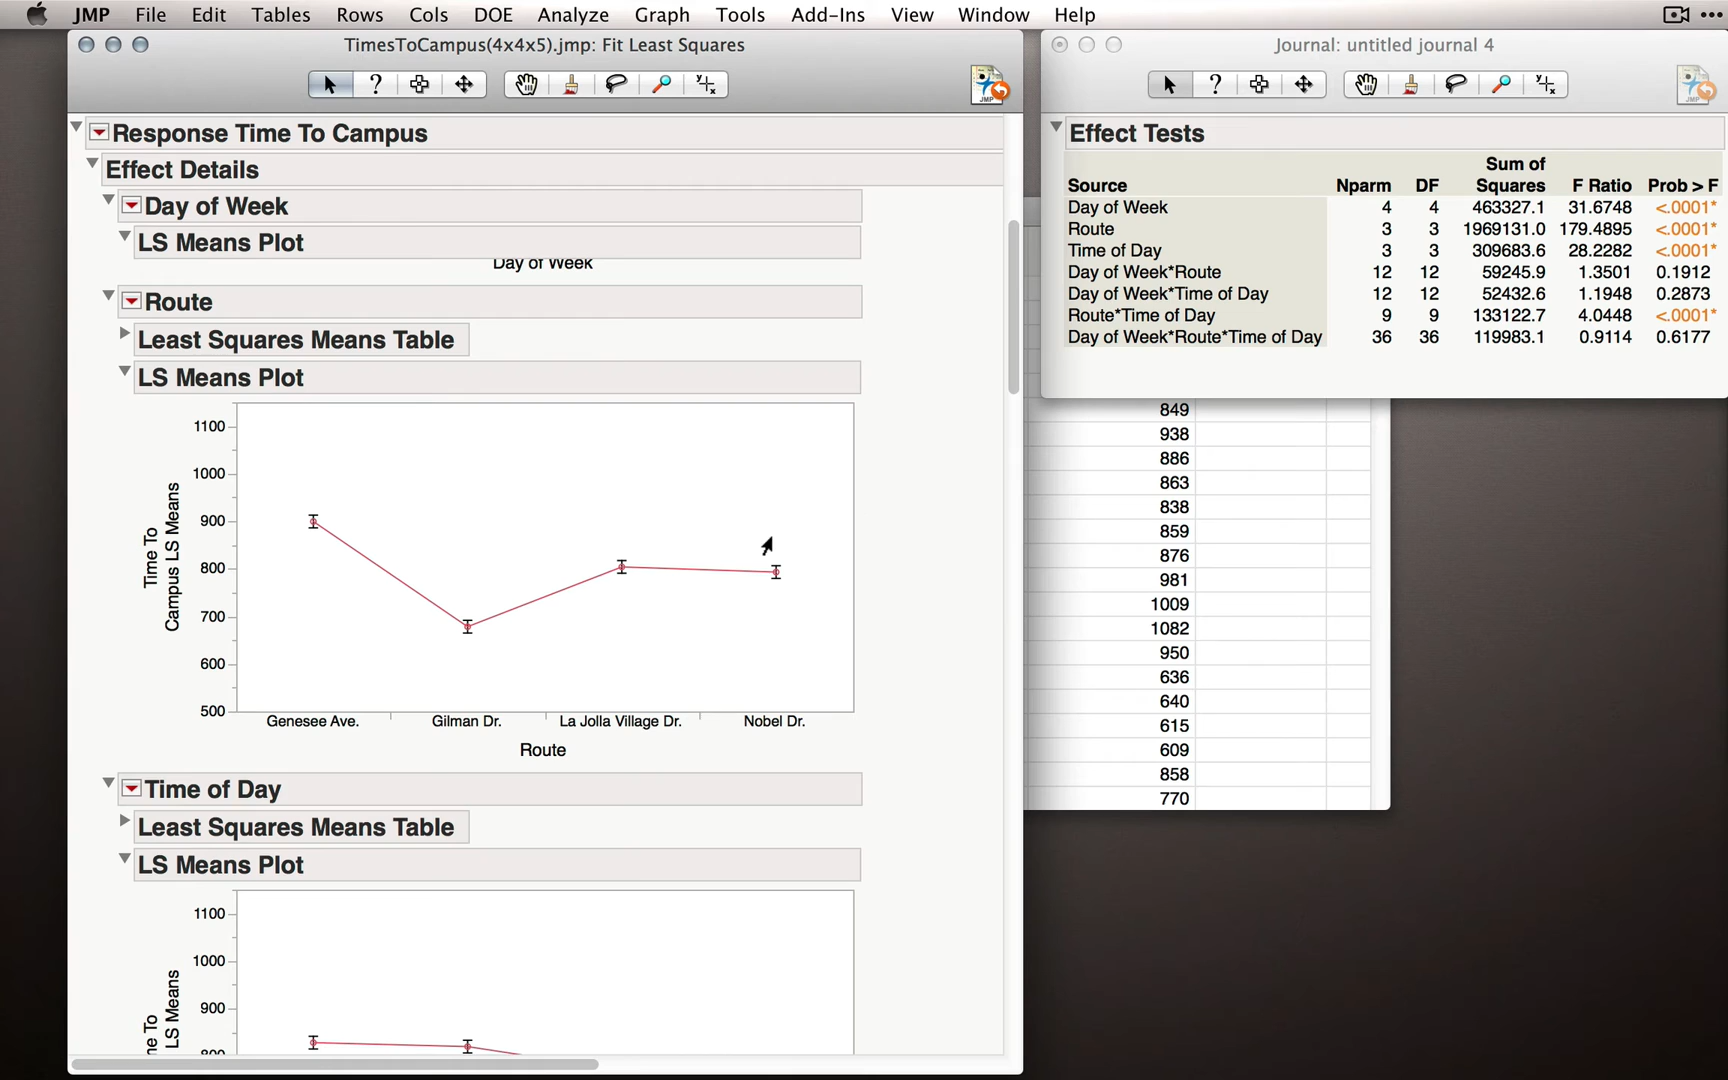 JMP File Edit Tables Rows Cols DOE Analyze Graph Tools Add-Ins View Window Help
TimesToCampus(4x4x5).jmp: Fit Least Squares
?
JMP
Response Time To Campus
Effect Details
Day of Week
LS Means Plot
Day of Week
Route
Least Squares Means Table
LS Means Plot
1100
1000
900
800
700
600
500
Time To
Campus LS Means
Genesee Ave. Gilman Dr. La Jolla Village Dr. Nobel Dr.
Route
Time of Day
Least Squares Means Table
LS Means Plot
1100
1000
900
800
me To
LS Means
Journal: untitled journal 4
?
JMP
Effect Tests
Sum of
Source Nparm DF Squares F Ratio Prob > F
Day of Week 4 4 463327.1 31.6748 <.0001*
Route 3 3 1969131.0 179.4895 <.0001*
Time of Day 3 3 309683.6 28.2282 <.0001*
Day of Week*Route 12 12 59245.9 1.3501 0.1912
Day of Week*Time of Day 12 12 52432.6 1.1948 0.2873
Route*Time of Day 9 9 133122.7 4.0448 <.0001*
Day of Week*Route*Time of Day 36 36 119983.1 0.9114 0.6177
849
938
886
863
838
859
876
981
1009
1082
950
636
640
615
609
858
770